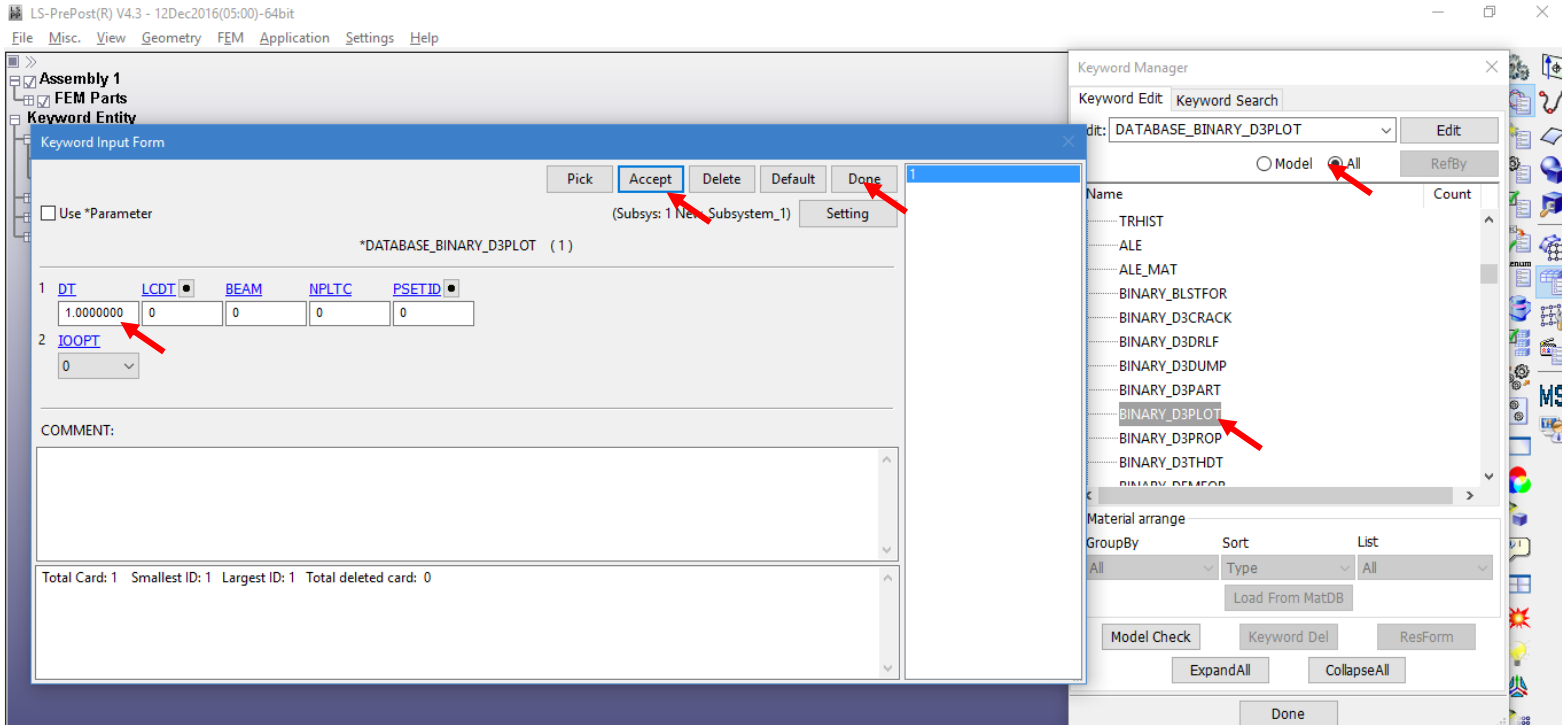 LS-PrePost(R) V4.3 - 12Dec2016(05:00)-64bit
File Misc. View Geometry FEM Application Settings Help
Assembly 1
FEM Parts
Keyword Entity
Keyword Input Form
Pick Accept Delete Default Done
Use *Parameter (Subsys: 1 New_Subsystem_1) Setting
*DATABASE_BINARY_D3PLOT (1)
1 DT LCDT BEAM NPLTC PSETID
1.0000000 0 0 0 0
2 IOOPT
0
COMMENT:
Total Card: 1 Smallest ID: 1 Largest ID: 1 Total deleted card: 0
1
Keyword Manager
Keyword Edit Keyword Search
dit: DATABASE_BINARY_D3PLOT Edit
Model All RefBy
Name Count
TRHIST
ALE
ALE_MAT
BINARY_BLSTFOR
BINARY_D3CRACK
BINARY_D3DRLF
BINARY_D3DUMP
BINARY_D3PART
BINARY_D3PLOT
BINARY_D3PROP
BINARY_D3THDT
Material arrange
GroupBy Sort List
All Type All
Load From MatDB
Model Check Keyword Del ResForm
ExpandAll CollapseAll
Done
enum
MS